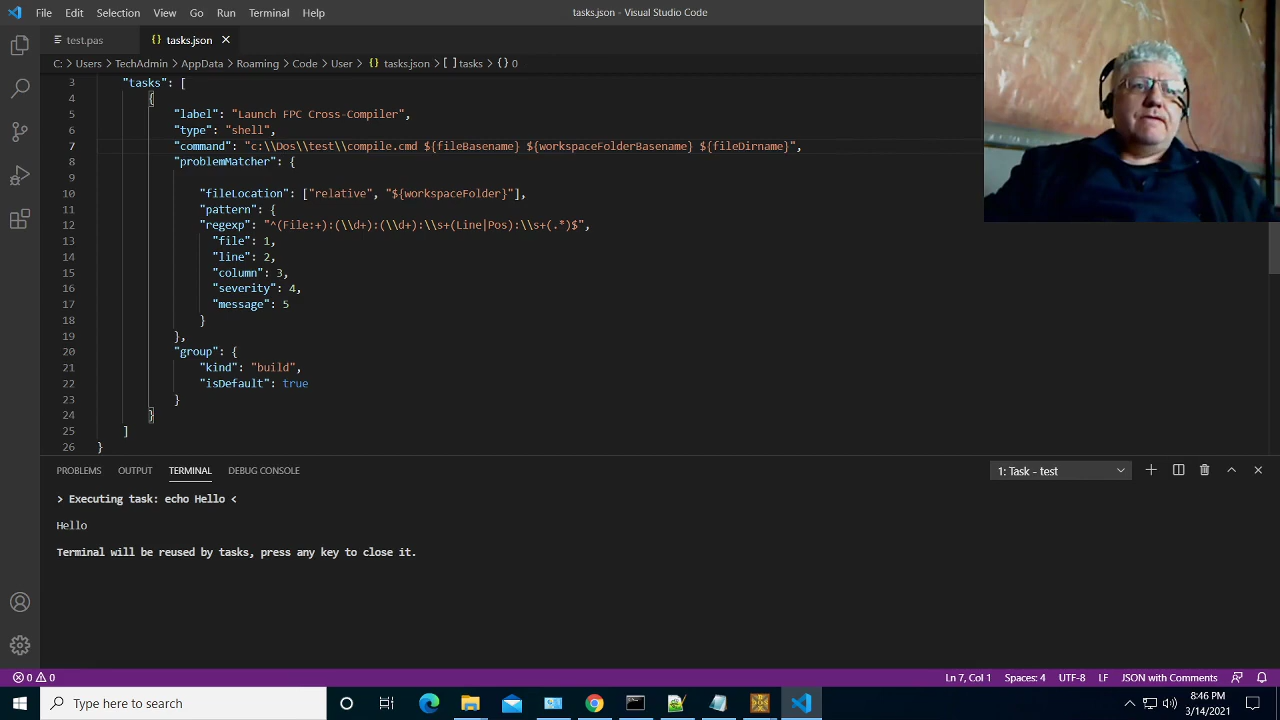 File Edit Selection View Go Run Terminal Help
tasks.json - Visual Studio Code
test.pas
{} tasks.json
C: > Users > TechAdmin > AppData > Roaming > Code > User > {} tasks.json > [ ] tasks > {} 0
3 "tasks": [
4 {
5 "label": "Launch FPC Cross-Compiler",
6 "type": "shell",
7 "command": "c:\\Dos\\test\\compile.cmd ${fileBasename} ${workspaceFolderBasename} ${fileDirname}",
8 "problemMatcher": {
9
10 "fileLocation": ["relative", "${workspaceFolder}"],
11 "pattern": {
12 "regexp": "^(File:+):(\\d+):(\\d+):\\s+(Line|Pos):\\s+(.*)$",
13 "file": 1,
14 "line": 2,
15 "column": 3,
16 "severity": 4,
17 "message": 5
18 }
19 },
20 "group": {
21 "kind": "build",
22 "isDefault": true
23 }
24 }
25 ]
26 }
PROBLEMS OUTPUT TERMINAL DEBUG CONSOLE
1: Task - test
> Executing task: echo Hello <
Hello
Terminal will be reused by tasks, press any key to close it.
0 0
Ln 7, Col 1 Spaces: 4 UTF-8 LF JSON with Comments
Type here to search
8:46 PM
3/14/2021